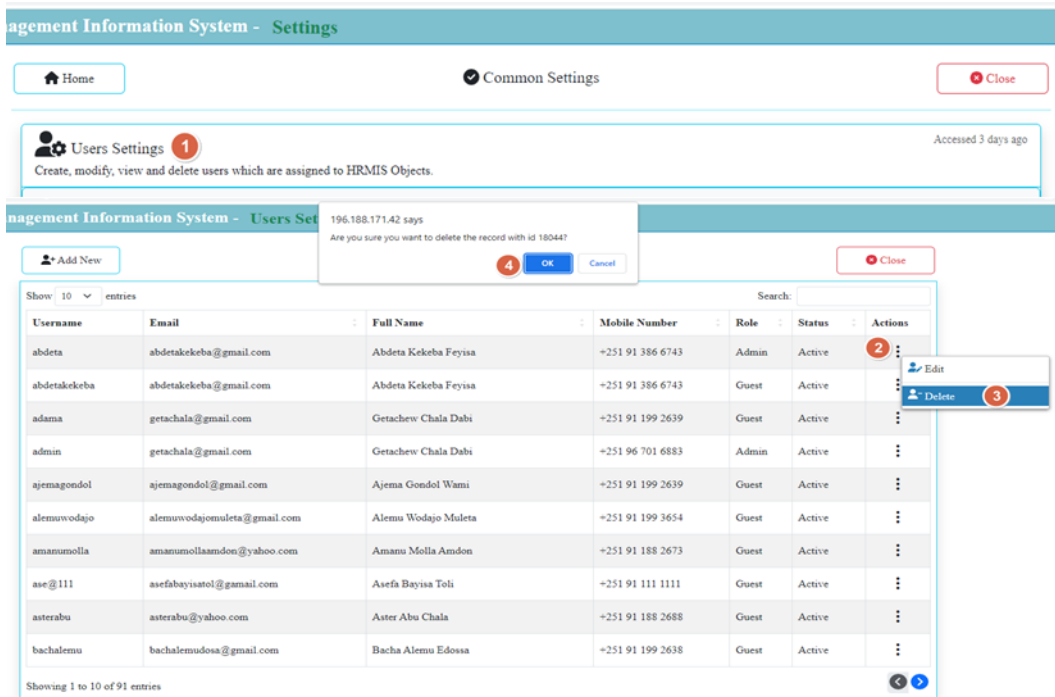 agement Information System - Settings
Home
Common Settings
Close
Users Settings 1
Accessed 3 days ago
Create, modify, view and delete users which are assigned to HRMIS Objects.
nagement Information System - Users Set
196.188.171.42 says
Are you sure you want to delete the record with id 18044?
4 OK Cancel
Add New
Close
Show 10 entries
Search:
Username Email Full Name Mobile Number Role Status Actions
abdeta abdetakekeba@gmail.com Abdeta Kekeba Feyisa +251 91 386 6743 Admin Active 2
Edit
abdetakekeba abdetakekeba@gmail.com Abdeta Kekeba Feyisa +251 91 386 6743 Guest Active
Delete 3
adama getachala@gmail.com Getachew Chala Dabi +251 91 199 2639 Guest Active
admin getachala@gmail.com Getachew Chala Dabi +251 96 701 6883 Admin Active
ajemagondol ajemagondol@gmail.com Ajema Gondol Wami +251 91 199 2639 Guest Active
alemuwodajo alemuwodajomuleta@gmail.com Alemu Wodajo Muleta +251 91 199 3654 Guest Active
amanumolla amanumollaamdon@yahoo.com Amanu Molla Amdon +251 91 188 2673 Guest Active
ase@111 asefabayisatol@gamail.com Asefa Bayisa Toli +251 91 111 1111 Guest Active
asterabu asterabu@yahoo.com Aster Abu Chala +251 91 188 2688 Guest Active
bachalemu bachalemudosa@gmail.com Bacha Alemu Edossa +251 91 199 2638 Guest Active
Showing 1 to 10 of 91 entries